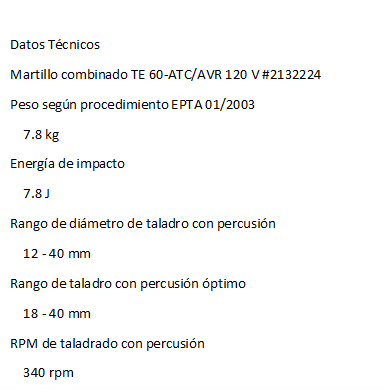 Datos Técnicos
Martillo combinado TE 60-ATC/AVR 120 V #2132224
Peso según procedimiento EPTA 01/2003
7.8 kg
Energía de impacto
7.8 J
Rango de diámetro de taladro con percusión
12 - 40 mm
Rango de taladro con percusión óptimo
18 - 40 mm
RPM de taladrado con percusión
340 rpm